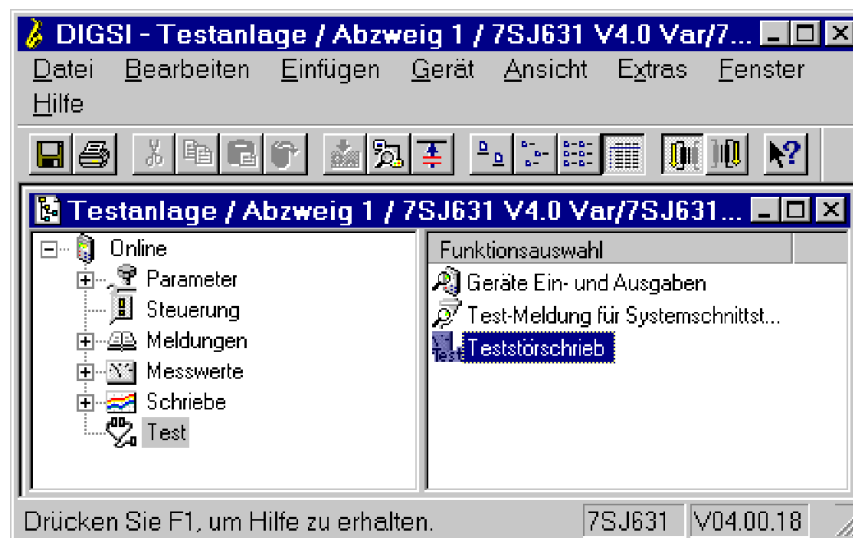 DIGSI - Testanlage / Abzweig 1 / 7SJ631 V4.0 Var/7...
Datei Bearbeiten Einfügen Gerät Ansicht Extras Fenster
Hilfe
Testanlage / Abzweig 1 / 7SJ631 V4.0 Var/7SJ631...
Online
Parameter
Steuerung
Meldungen
Messwerte
Schriebe
Test
Funktionsauswahl
Geräte Ein- und Ausgaben
Test-Meldung für Systemschnittst...
Test
Teststörschrieb
Drücken Sie F1, um Hilfe zu erhalten. 7SJ631 V04.00.18